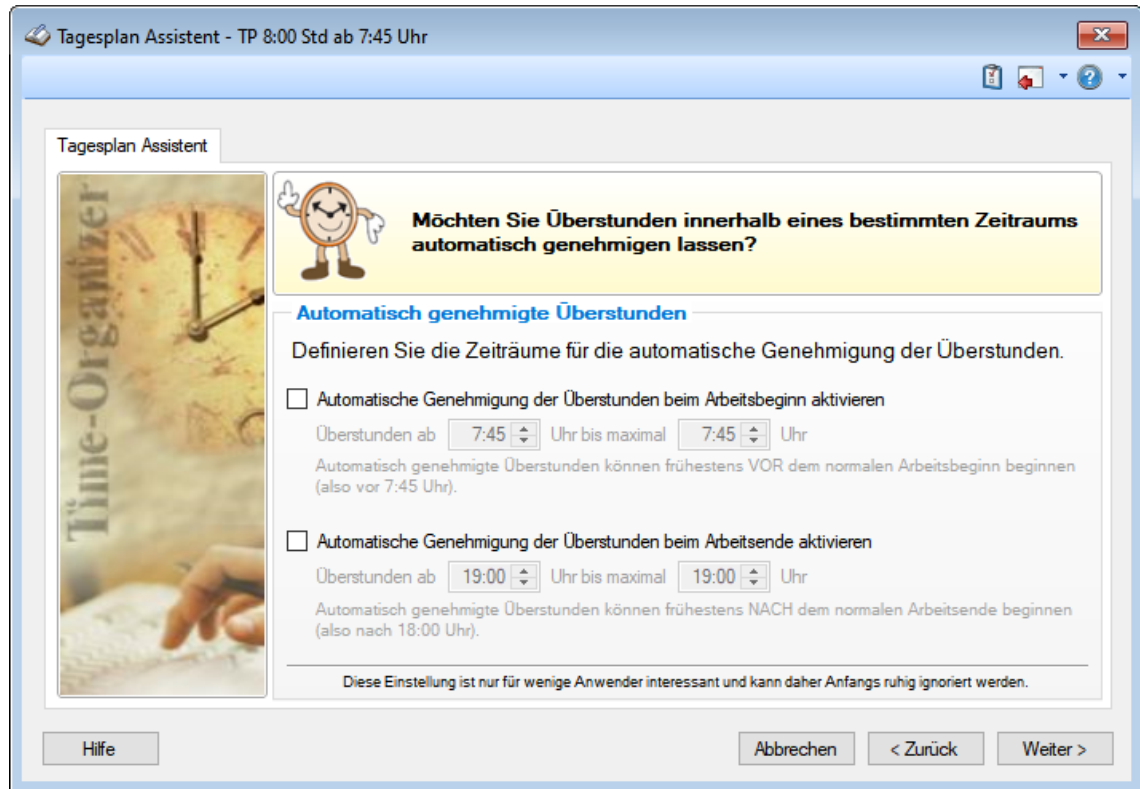 Tagesplan Assistent - TP 8:00 Std ab 7:45 Uhr
Tagesplan Assistent
Time-Organizer
Möchten Sie Überstunden innerhalb eines bestimmten Zeitraums
automatisch genehmigen lassen?
Automatisch genehmigte Überstunden
Definieren Sie die Zeiträume für die automatische Genehmigung der Überstunden.
Automatische Genehmigung der Überstunden beim Arbeitsbeginn aktivieren
Überstunden ab 7:45 Uhr bis maximal 7:45 Uhr
Automatisch genehmigte Überstunden können frühestens VOR dem normalen Arbeitsbeginn beginnen
(also vor 7:45 Uhr).
Automatische Genehmigung der Überstunden beim Arbeitsende aktivieren
Überstunden ab 19:00 Uhr bis maximal 19:00 Uhr
Automatisch genehmigte Überstunden können frühestens NACH dem normalen Arbeitsende beginnen
(also nach 18:00 Uhr).
Diese Einstellung ist nur für wenige Anwender interessant und kann daher Anfangs ruhig ignoriert werden.
Hilfe Abbrechen < Zurück Weiter >